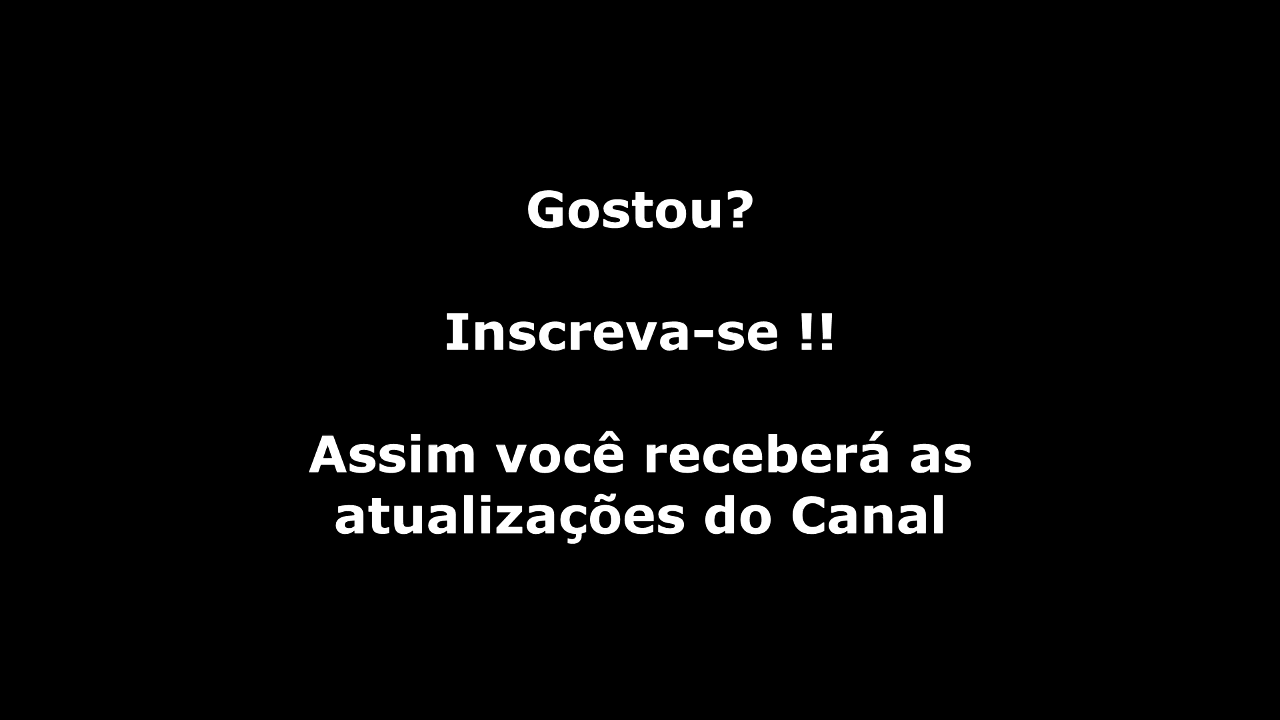 Gostou?
Inscreva-se !!
Assim você receberá as
atualizações do Canal